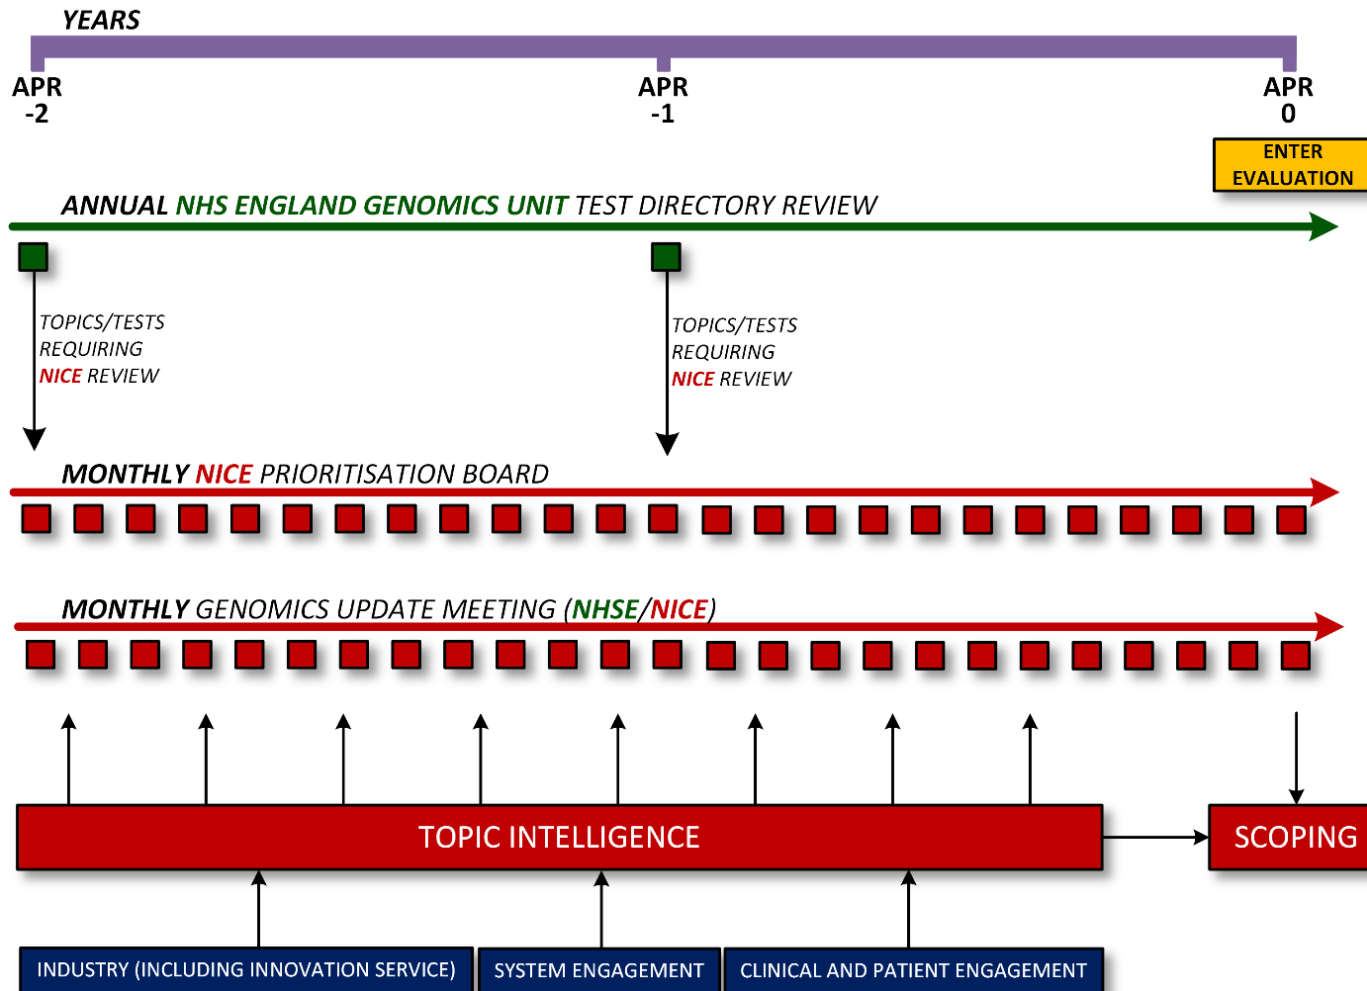 YEARS
APR
-2
APR
-1
APR
0
ENTER
EVALUATION
ANNUAL NHS ENGLAND GENOMICS UNIT TEST DIRECTORY REVIEW
TOPICS/TESTS
REQUIRING
NICE REVIEW
TOPICS/TESTS
REQUIRING
NICE REVIEW
MONTHLY NICE PRIORITISATION BOARD
MONTHLY GENOMICS UPDATE MEETING (NHSE/NICE)
TOPIC INTELLIGENCE
SCOPING
INDUSTRY (INCLUDING INNOVATION SERVICE)
SYSTEM ENGAGEMENT
CLINICAL AND PATIENT ENGAGEMENT